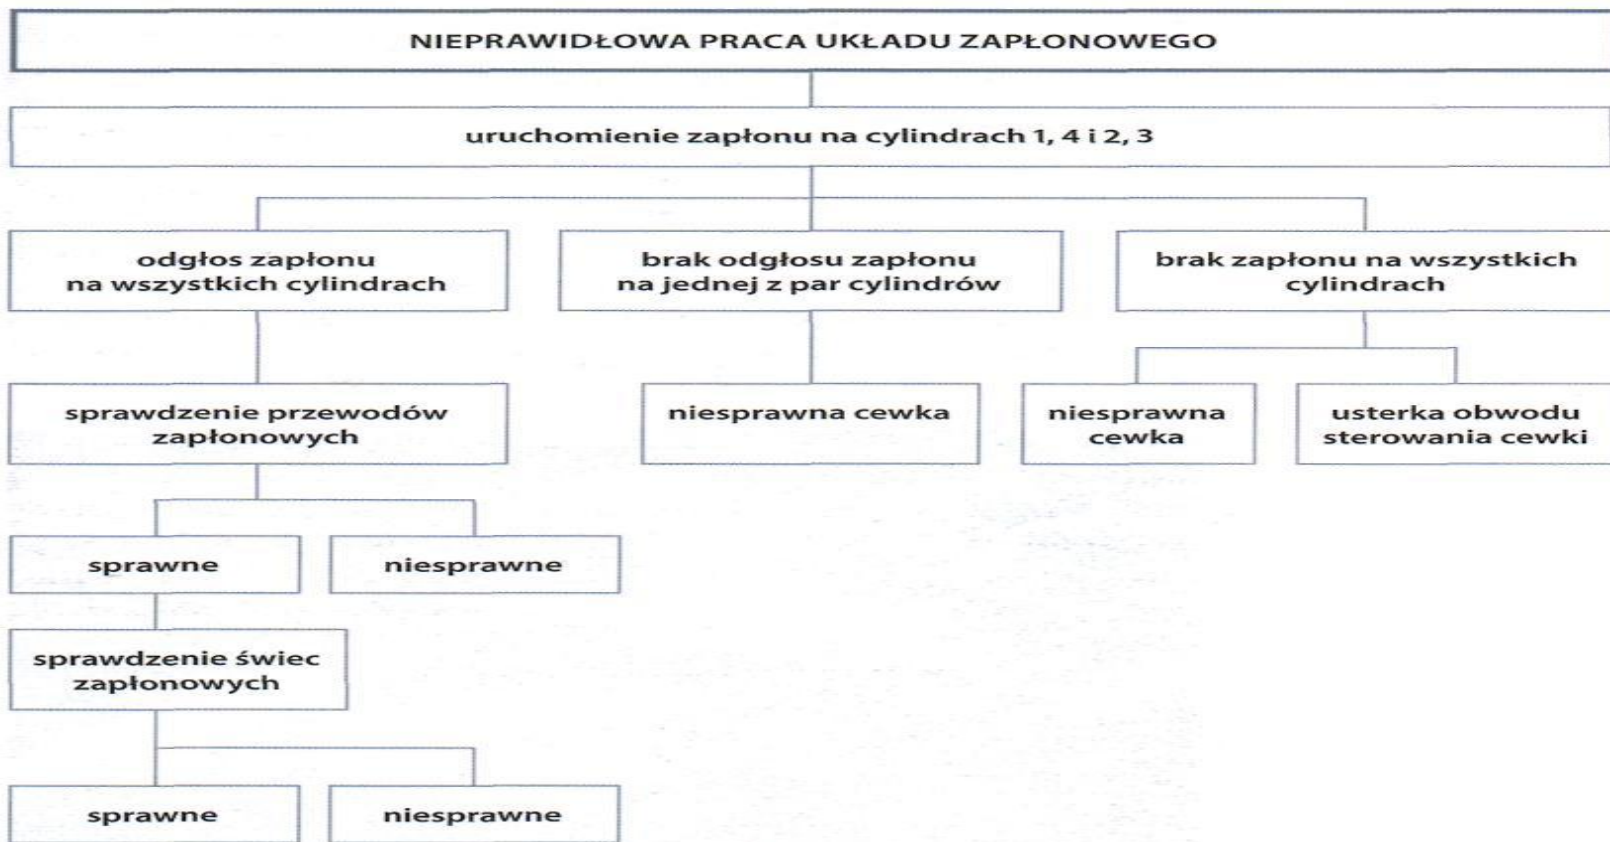 NIEPRAWIDŁOWA PRACA UKŁADU ZAPŁONOWEGO
uruchomienie zapłonu na cylindrach 1, 4 i 2, 3
odgłos zapłonu
na wszystkich cylindrach
brak odgłosu zapłonu
na jednej z par cylindrów
brak zapłonu na wszystkich
cylindrach
sprawdzenie przewodów
zapłonowych
niesprawna cewka
niesprawna
cewka
usterka obwodu
sterowania cewki
sprawne
niesprawne
sprawdzenie świec
zapłonowych
sprawne
niesprawne